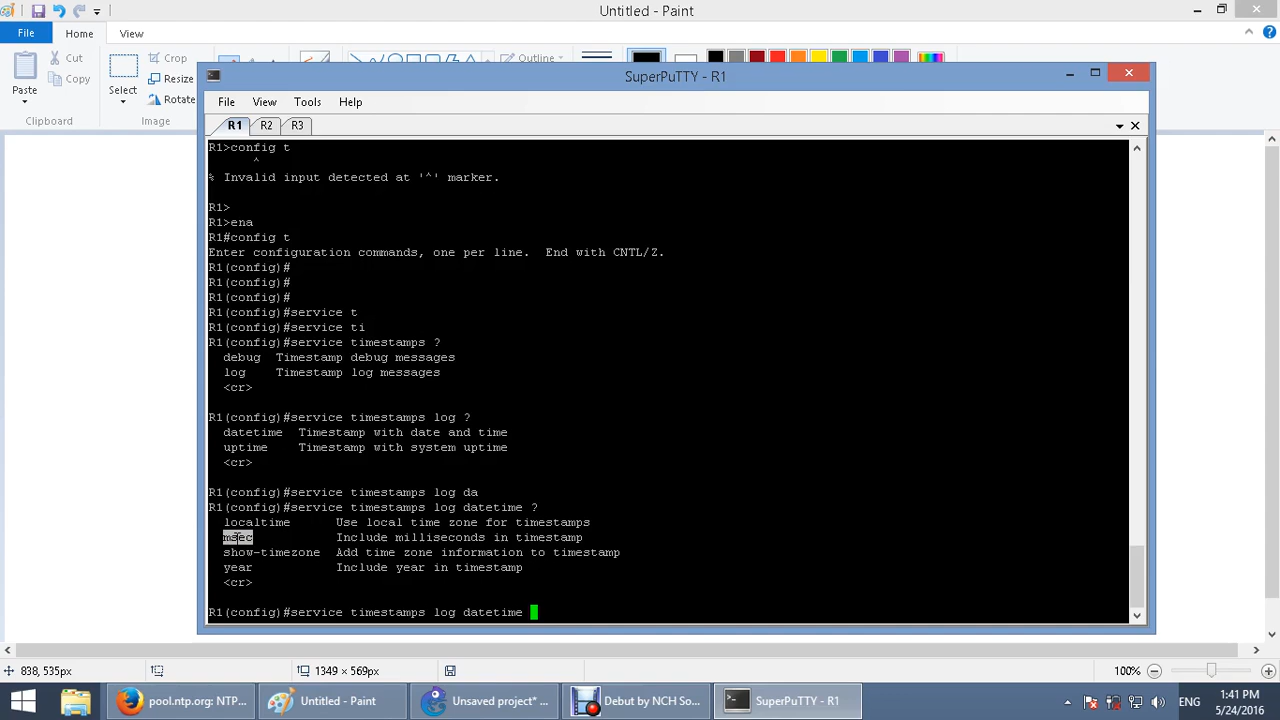 Untitled - Paint
File
Home
View
Cut
Copy
Paste
Clipboard
Select
Crop
Resize
Rotate
Image
Outline
SuperPuTTY - R1
File View Tools Help
R1 R2 R3
R1>config t
^
% Invalid input detected at '^' marker.
R1>
R1>ena
R1#config t
Enter configuration commands, one per line. End with CNTL/Z.
R1(config)#
R1(config)#
R1(config)#
R1(config)#service t
R1(config)#service ti
R1(config)#service timestamps ?
debug Timestamp debug messages
log Timestamp log messages
<cr>
R1(config)#service timestamps log ?
datetime Timestamp with date and time
uptime Timestamp with system uptime
<cr>
R1(config)#service timestamps log da
R1(config)#service timestamps log datetime ?
localtime Use local time zone for timestamps
msec Include milliseconds in timestamp
show-timezone Add time zone information to timestamp
year Include year in timestamp
<cr>
R1(config)#service timestamps log datetime
838, 535px
1349 × 569px
100%
pool.ntp.org: NTP...
Untitled - Paint
Unsaved project*...
Debut by NCH So...
SuperPuTTY - R1
ENG
1:41 PM
5/24/2016